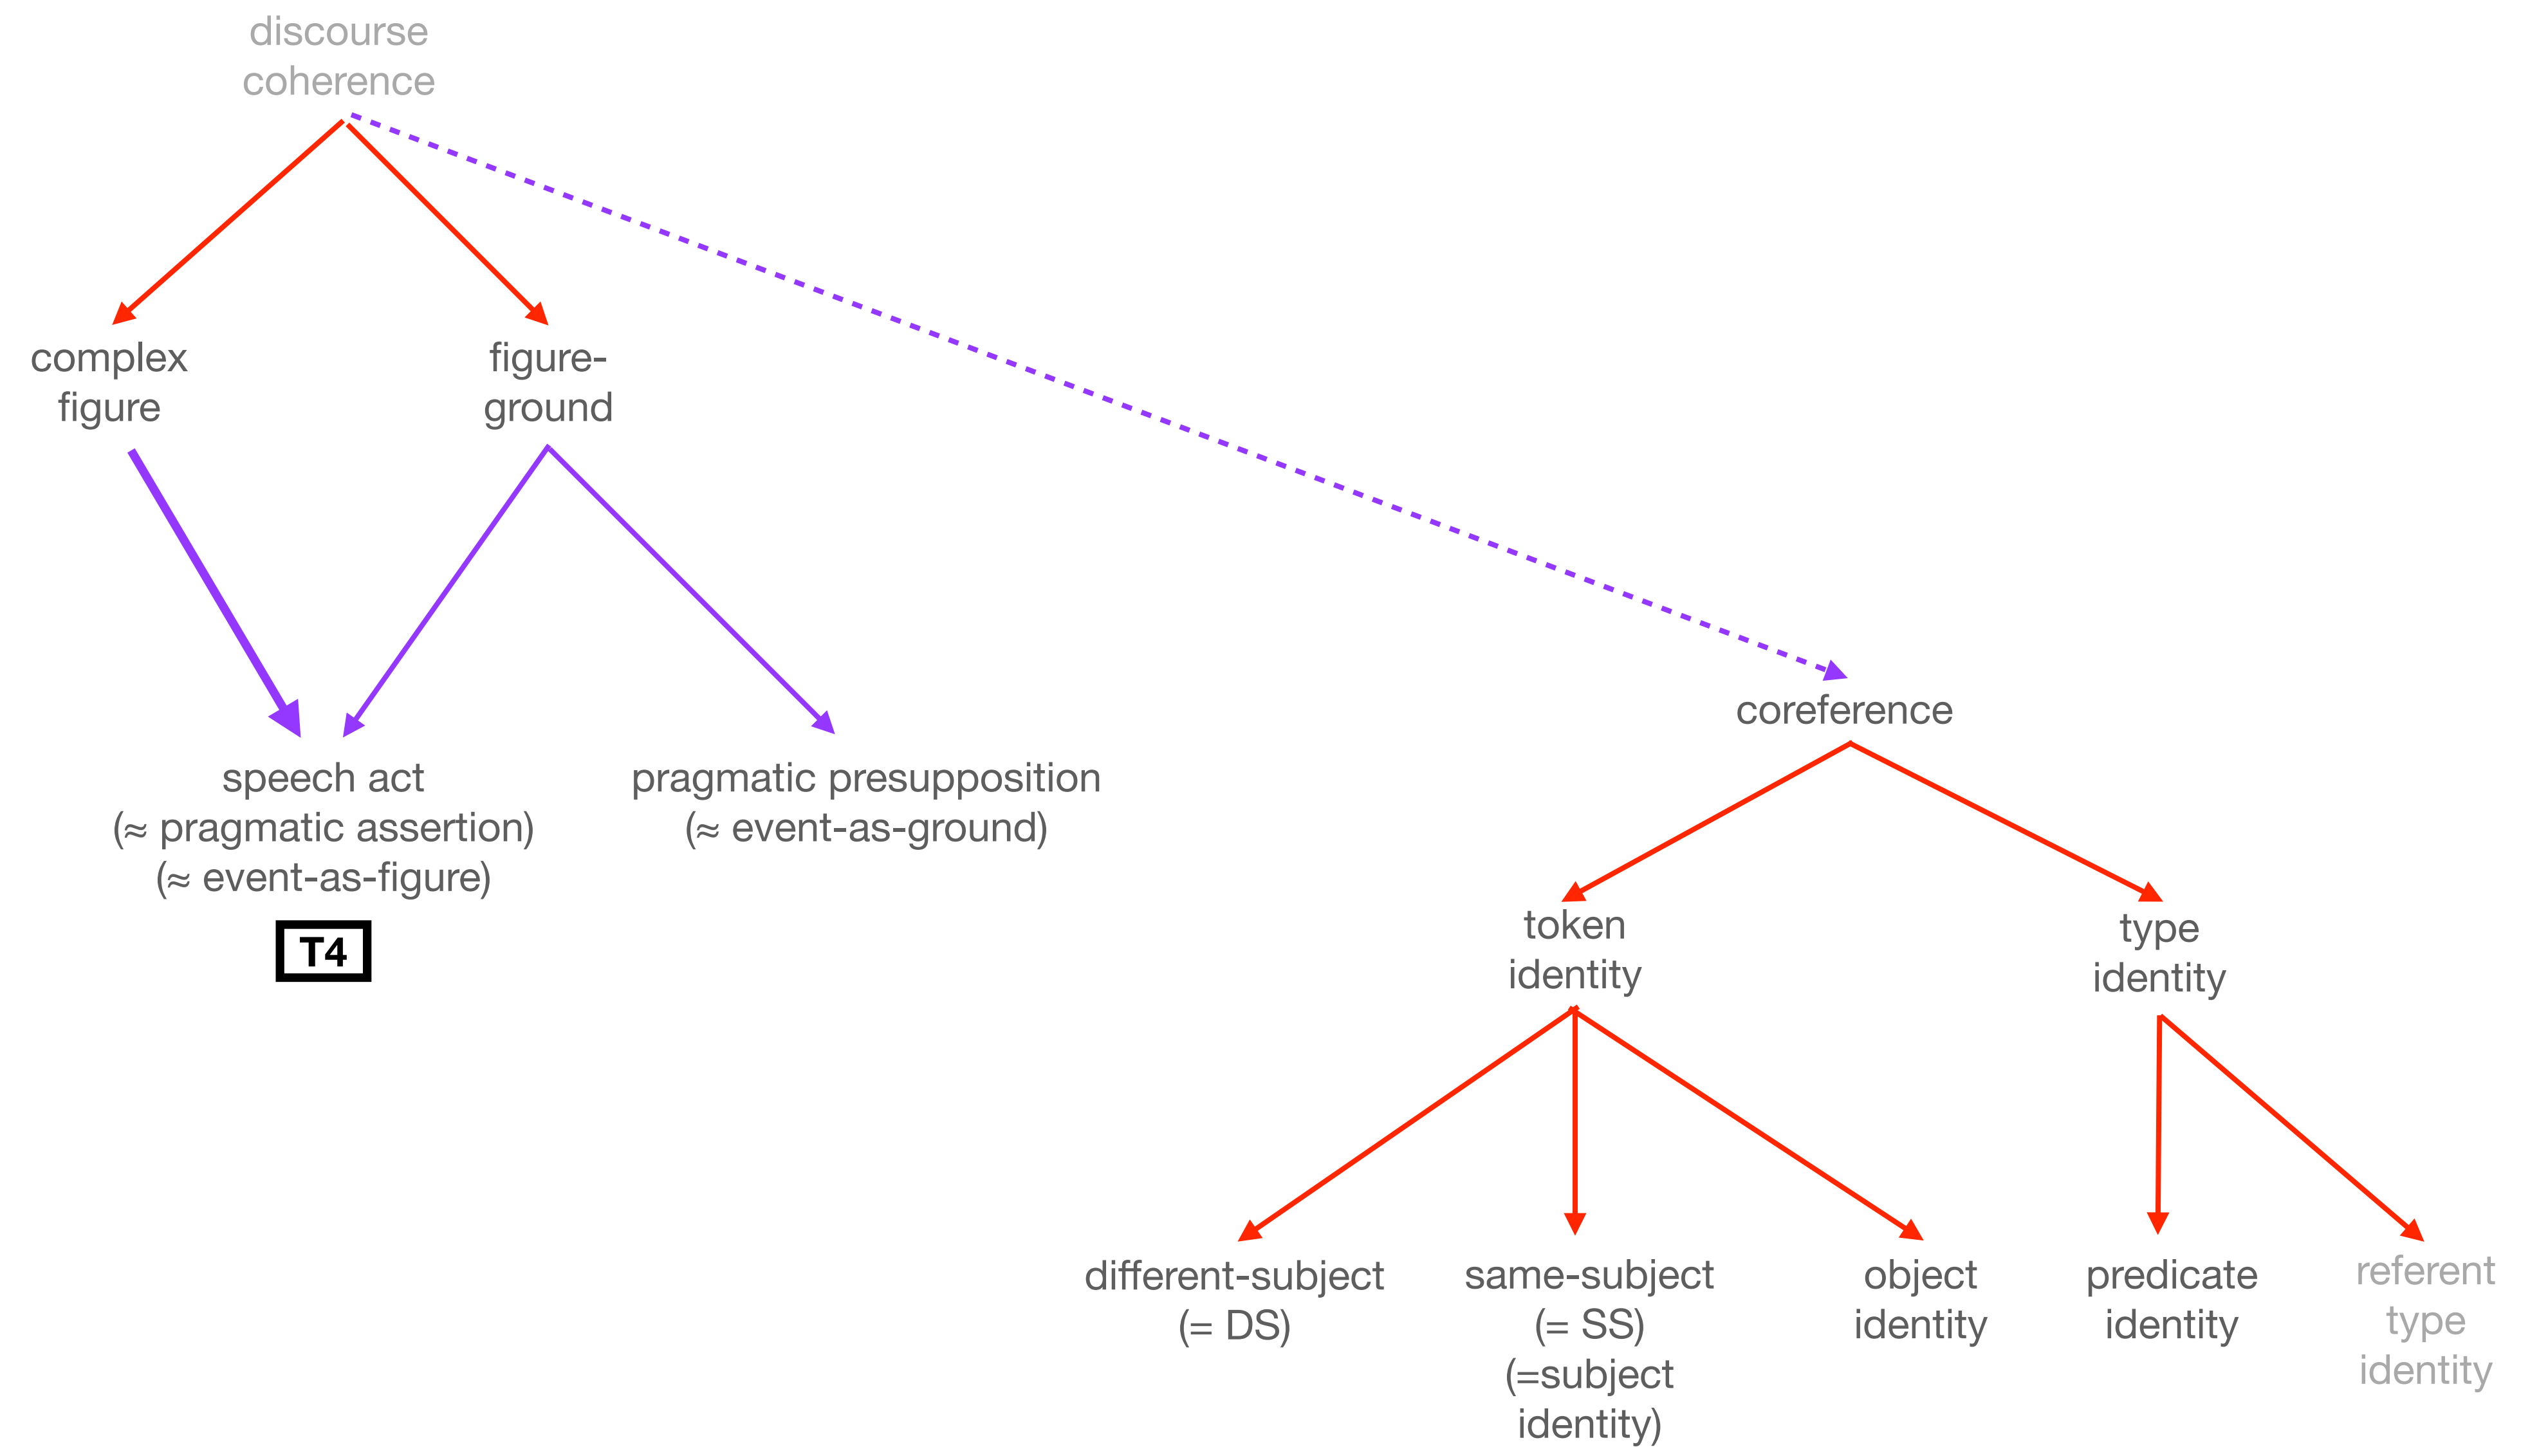 discourse
coherence
complex
figure
figure-
ground
speech act
(≈ pragmatic assertion)
(≈ event-as-figure)
T4
pragmatic presupposition
(≈ event-as-ground)
coreference
token
identity
type
identity
different-subject
(= DS)
same-subject
(= SS)
(=subject
identity)
object
identity
predicate
identity
referent
type
identity